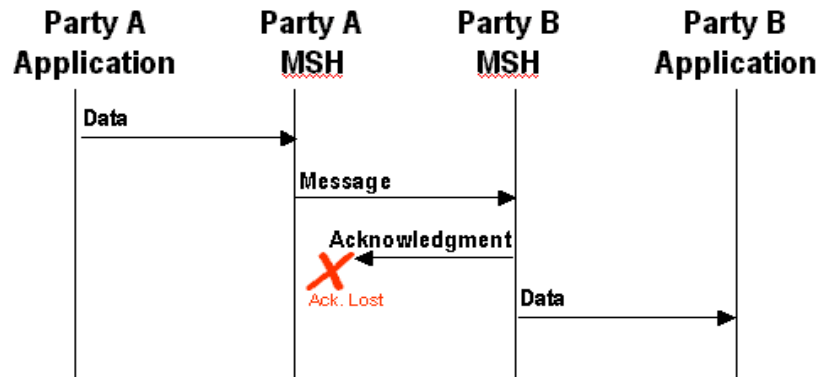 Party A Application
Party A MSH
Party B MSH
Party B Application
Data
Message
Acknowledgment
Ack. Lost
Data